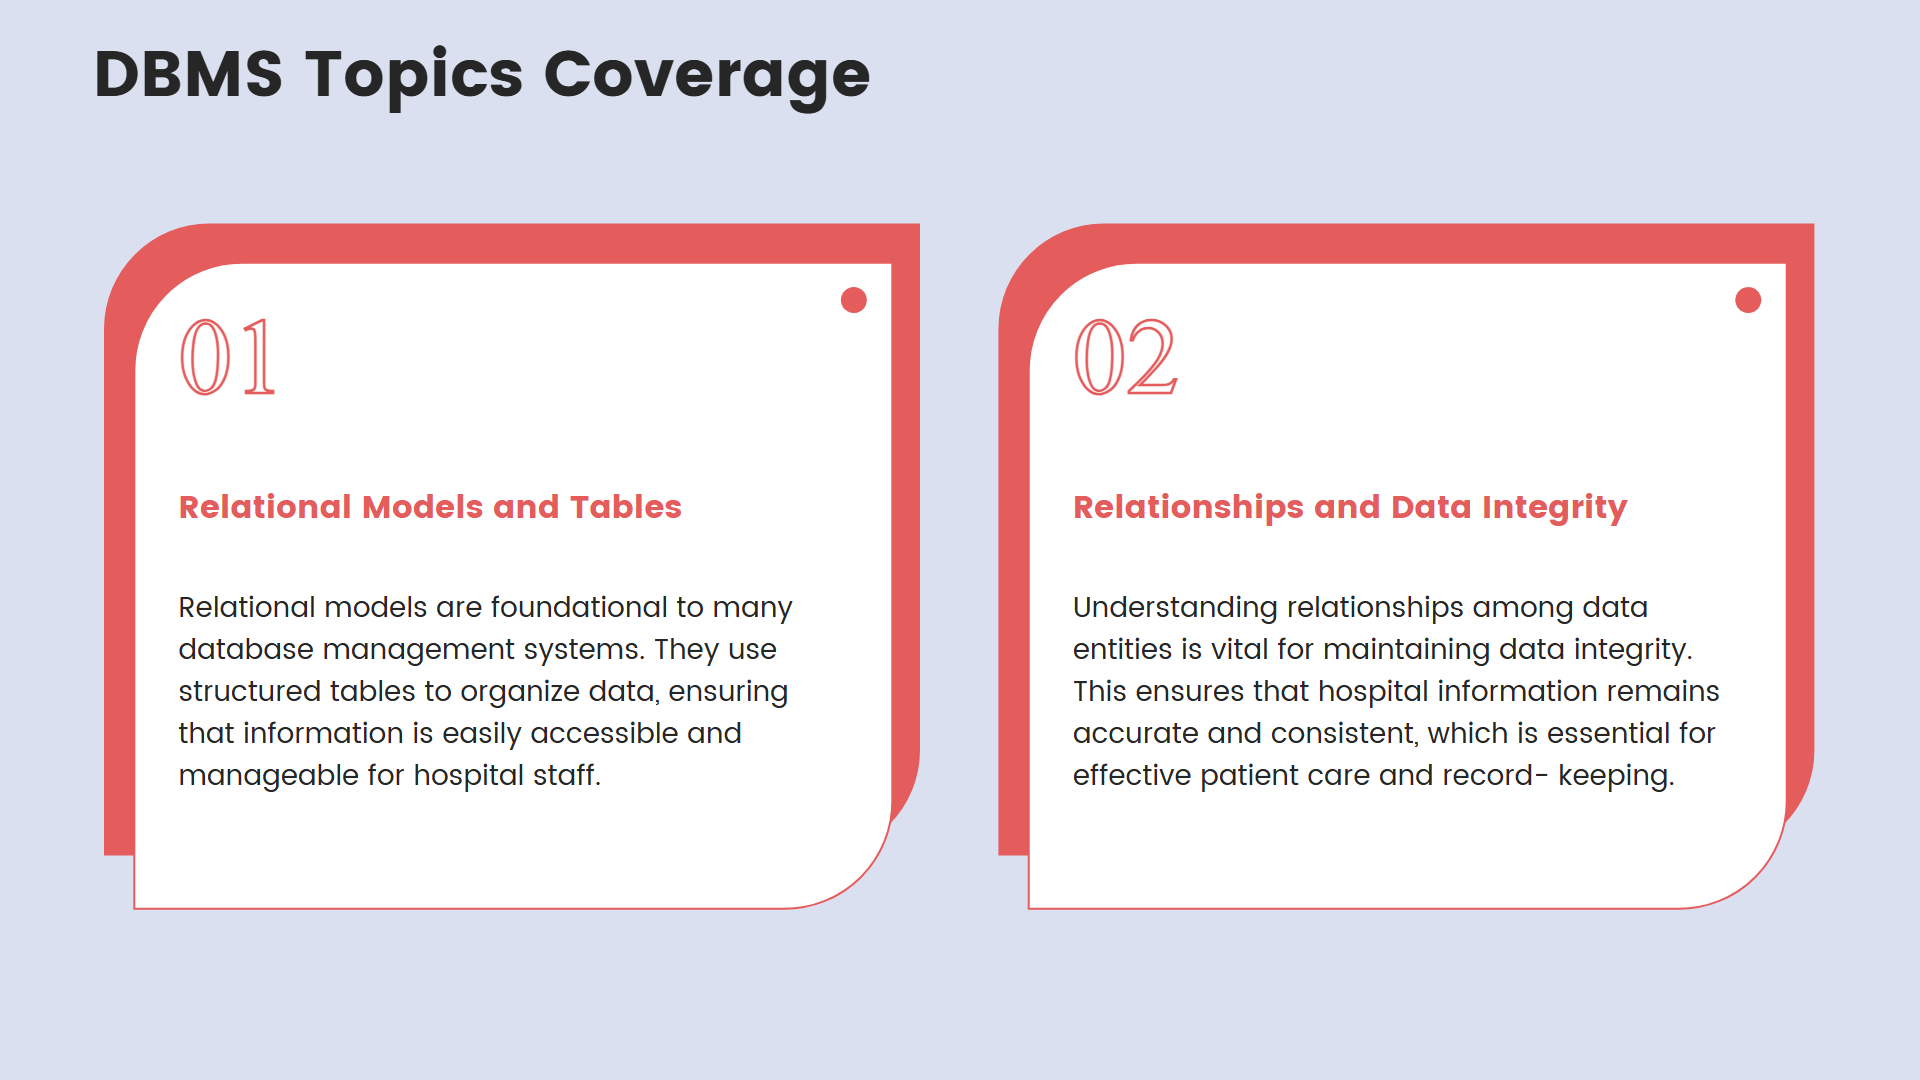 DBMS Topics Coverage
01
Relational Models and Tables
Relational models are foundational to many
database management systems. They use
structured tables to organize data, ensuring
that information is easily accessible and
manageable for hospital staff.
02
Relationships and Data Integrity
Understanding relationships among data
entities is vital for maintaining data integrity.
This ensures that hospital information remains
accurate and consistent, which is essential for
effective patient care and record- keeping.